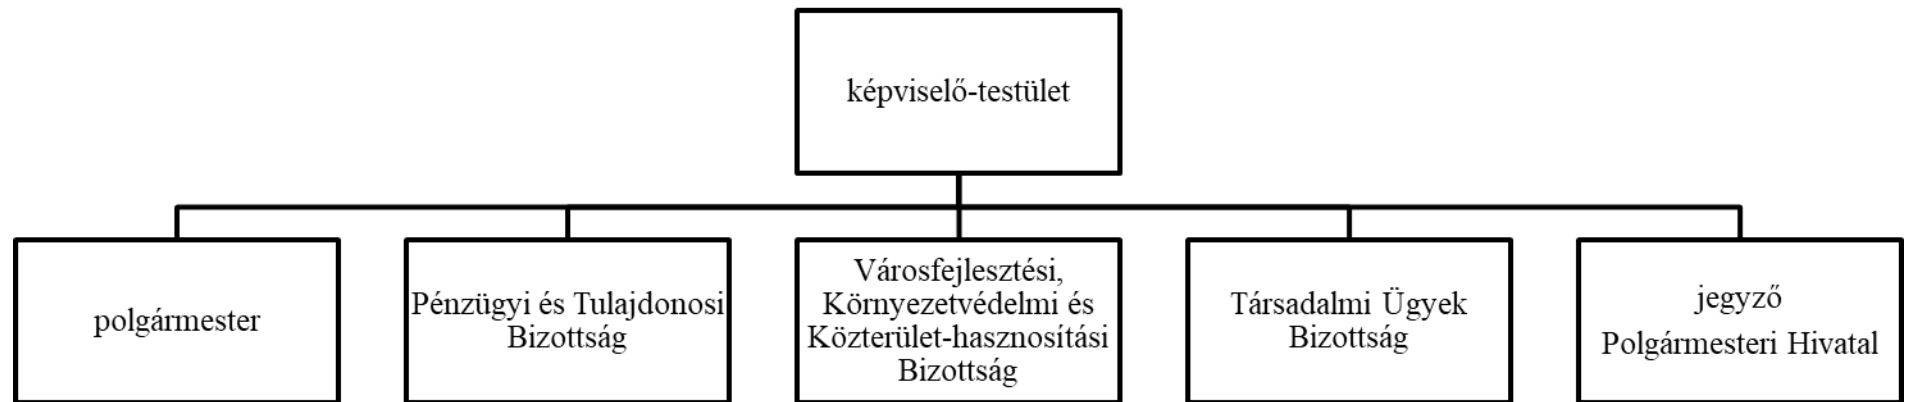 képviselő-testület
polgármester
Pénzügyi és Tulajdonosi
Bizottság
Városfejlesztési,
Környezetvédelmi és
Közterület-hasznosítási
Bizottság
Társadalmi Ügyek
Bizottság
jegyző
Polgármesteri Hivatal